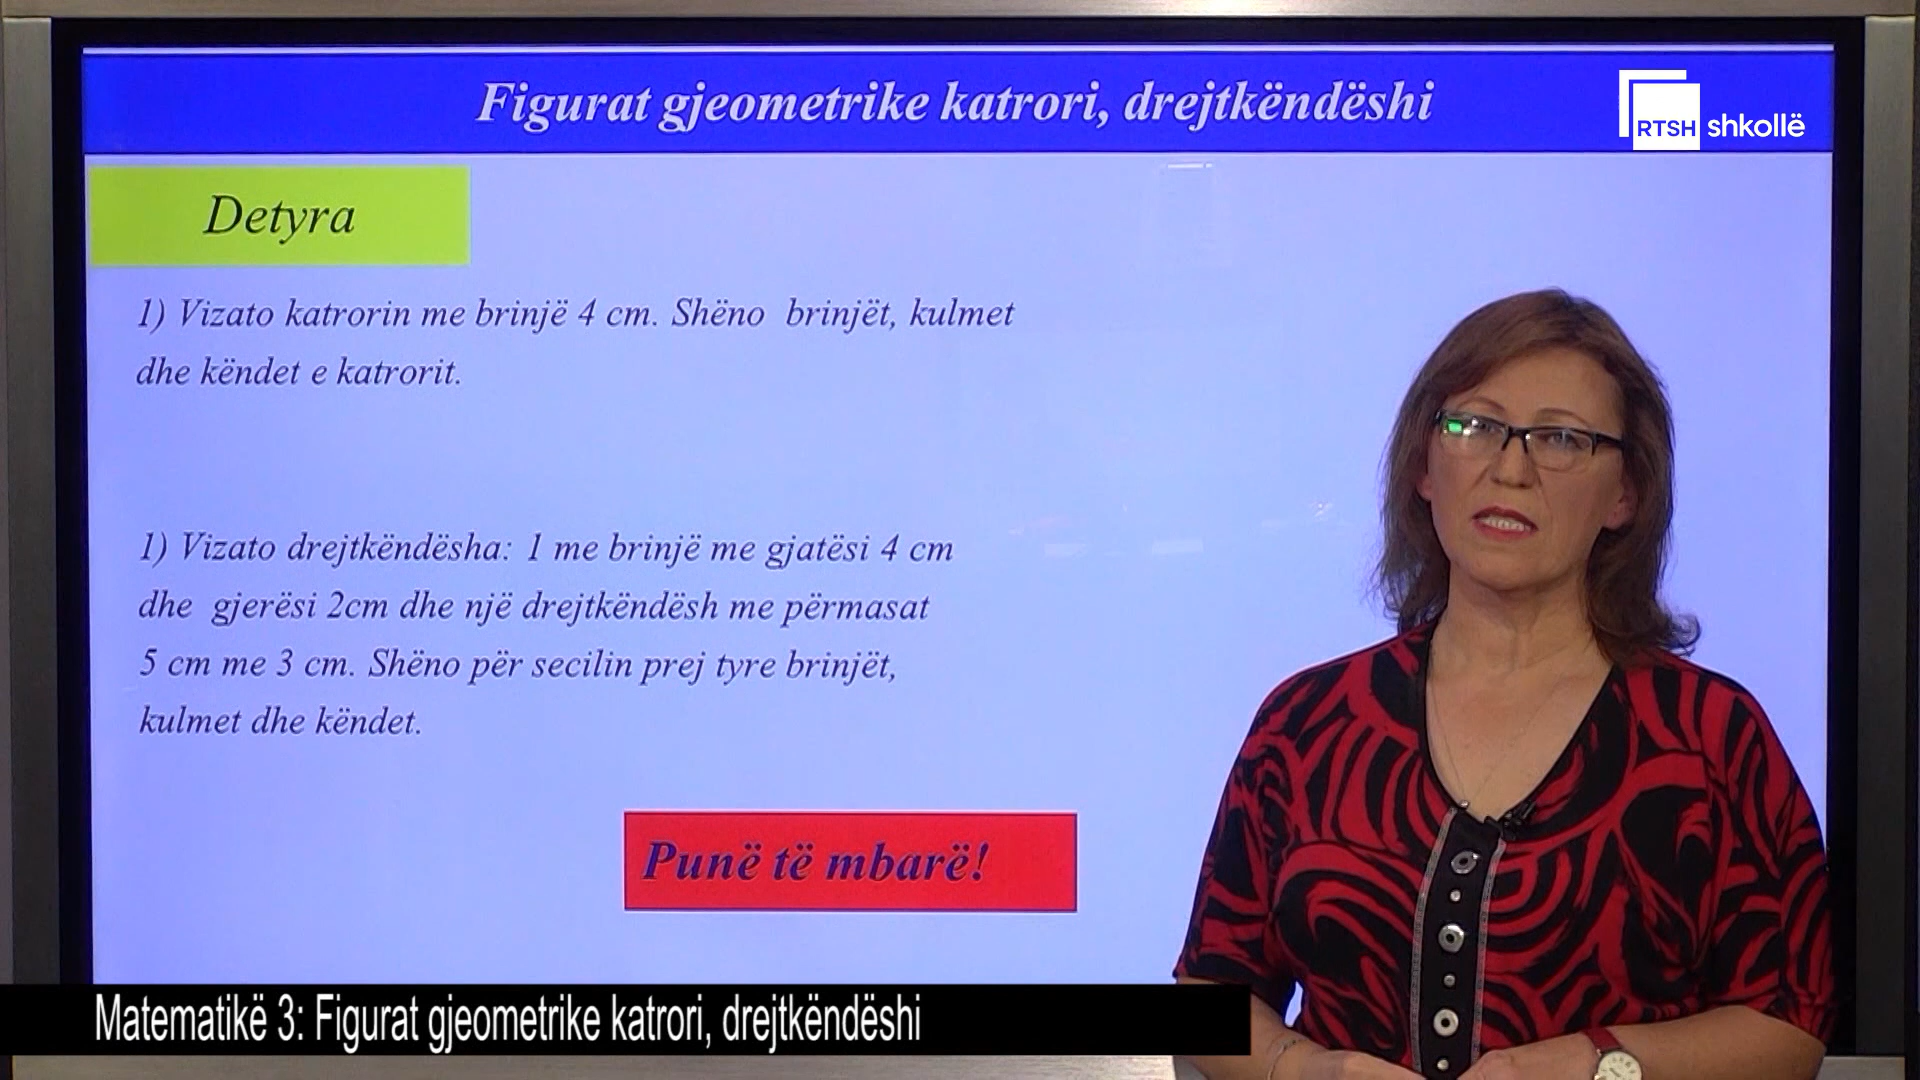 Figurat gjeometrike katrori, drejtkëndëshi
RTSH shkollë
Detyra
1) Vizato katrorin me brinjë 4 cm. Shëno brinjët, kulmet
dhe këndet e katrorit.
1) Vizato drejtkëndësha: 1 me brinjë me gjatësi 4 cm
dhe gjerësi 2cm dhe një drejtkëndësh me përmasat
5 cm me 3 cm. Shëno për secilin prej tyre brinjët,
kulmet dhe këndet.
Punë të mbarë!
Matematikë 3: Figurat gjeometrike katrori, drejtkëndëshi